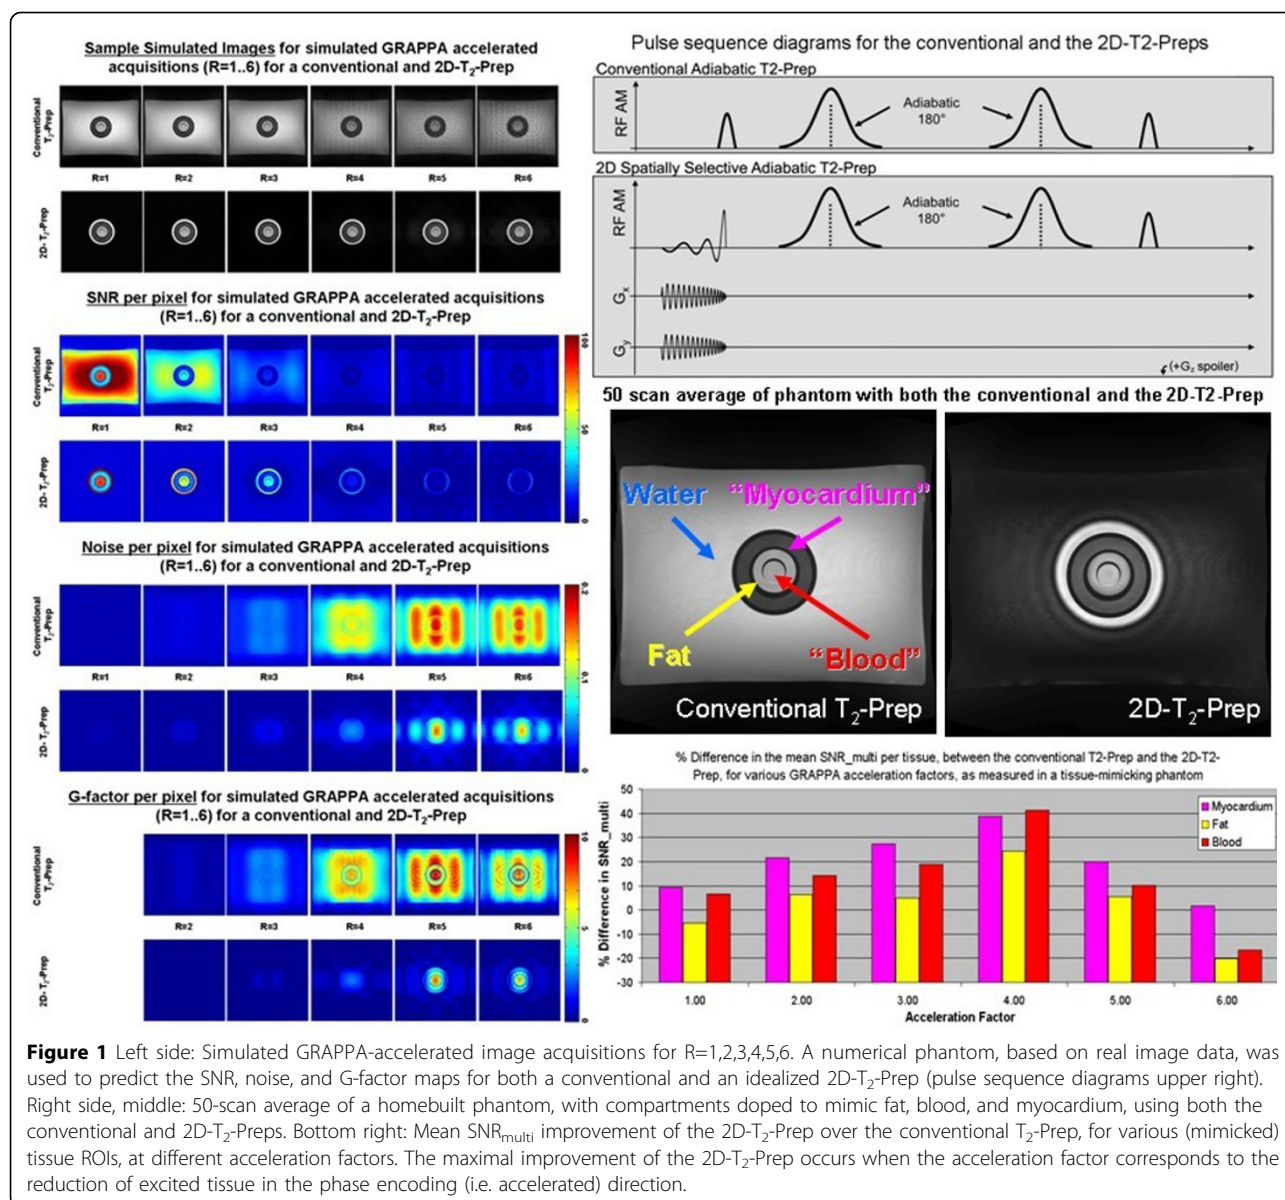 Sample Simulated Images for simulated GRAPPA accelerated
acquisitions (R=1..6) for a conventional and 2D-T2-Prep
Conventional
T2-Prep
R=1 R=2 R=3 R=4 R=5 R=6
2D- T2-Prep
SNR per pixel for simulated GRAPPA accelerated acquisitions
(R=1..6) for a conventional and 2D-T2-Prep
Conventional
T2-Prep
R=1 R=2 R=3 R=4 R=5 R=6
2D- T2-Prep
100
50
0
Noise per pixel for simulated GRAPPA accelerated acquisitions
(R=1..6) for a conventional and 2D-T2-Prep
Conventional
T2-Prep
R=1 R=2 R=3 R=4 R=5 R=6
2D- T2-Prep
0.2
0.1
0
G-factor per pixel for simulated GRAPPA accelerated acquisitions
(R=1..6) for a conventional and 2D-T2-Prep
Conventional
T2-Prep
R=2 R=3 R=4 R=5 R=6
2D- T2-Prep
10
5
0
Pulse sequence diagrams for the conventional and the 2D-T2-Preps
Conventional Adiabatic T2-Prep
RF AM
Adiabatic
180°
2D Spatially Selective Adiabatic T2-Prep
RF AM
Adiabatic
180°
Gx
Gy
(+Gz spoiler)
50 scan average of phantom with both the conventional and the 2D-T2-Prep
Water "Myocardium"
Fat "Blood"
Conventional T2-Prep
2D-T2-Prep
% Difference in the mean SNR_multi per tissue, between the conventional T2-Prep and the 2D-T2-
Prep, for various GRAPPA acceleration factors, as measured in a tissue-mimicking phantom
% Difference in SNR_multi
50
40
30
20
10
0
-10
-20
-30
Myocardium
Fat
Blood
1.00 2.00 3.00 4.00 5.00 6.00
Acceleration Factor
Figure 1 Left side: Simulated GRAPPA-accelerated image acquisitions for R=1,2,3,4,5,6. A numerical phantom, based on real image data, was
used to predict the SNR, noise, and G-factor maps for both a conventional and an idealized 2D-T2-Prep (pulse sequence diagrams upper right).
Right side, middle: 50-scan average of a homebuilt phantom, with compartments doped to mimic fat, blood, and myocardium, using both the
conventional and 2D-T2-Preps. Bottom right: Mean SNRmulti improvement of the 2D-T2-Prep over the conventional T2-Prep, for various (mimicked)
tissue ROIs, at different acceleration factors. The maximal improvement of the 2D-T2-Prep occurs when the acceleration factor corresponds to the
reduction of excited tissue in the phase encoding (i.e. accelerated) direction.